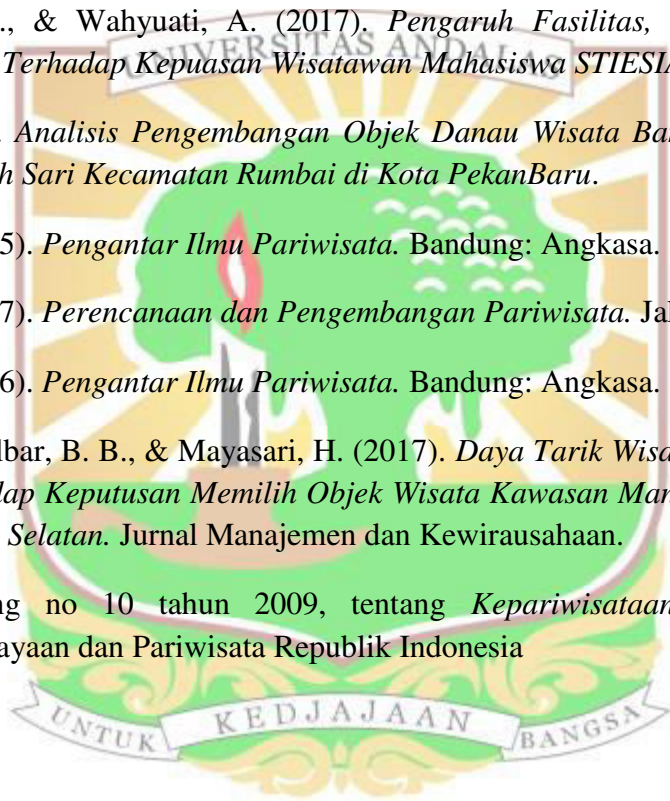 ., & Wahyuati, A. (2017). Pengaruh Fasilitas,
UNIVERSITAS ANDALAS
Terhadap Kepuasan Wisatawan Mahasiswa STIESIA
. Analisis Pengembangan Objek Danau Wisata Ban
h Sari Kecamatan Rumbai di Kota PekanBaru.
5). Pengantar Ilmu Pariwisata. Bandung: Angkasa.
7). Perencanaan dan Pengembangan Pariwisata. Jak
6). Pengantar Ilmu Pariwisata. Bandung: Angkasa.
lbar, B. B., & Mayasari, H. (2017). Daya Tarik Wisa
dap Keputusan Memilih Objek Wisata Kawasan Man
Selatan. Jurnal Manajemen dan Kewirausahaan.
ng no 10 tahun 2009, tentang Kepariwisataan
ayaan dan Pariwisata Republik Indonesia
UNTUK KEDJAJAAN BANGSA